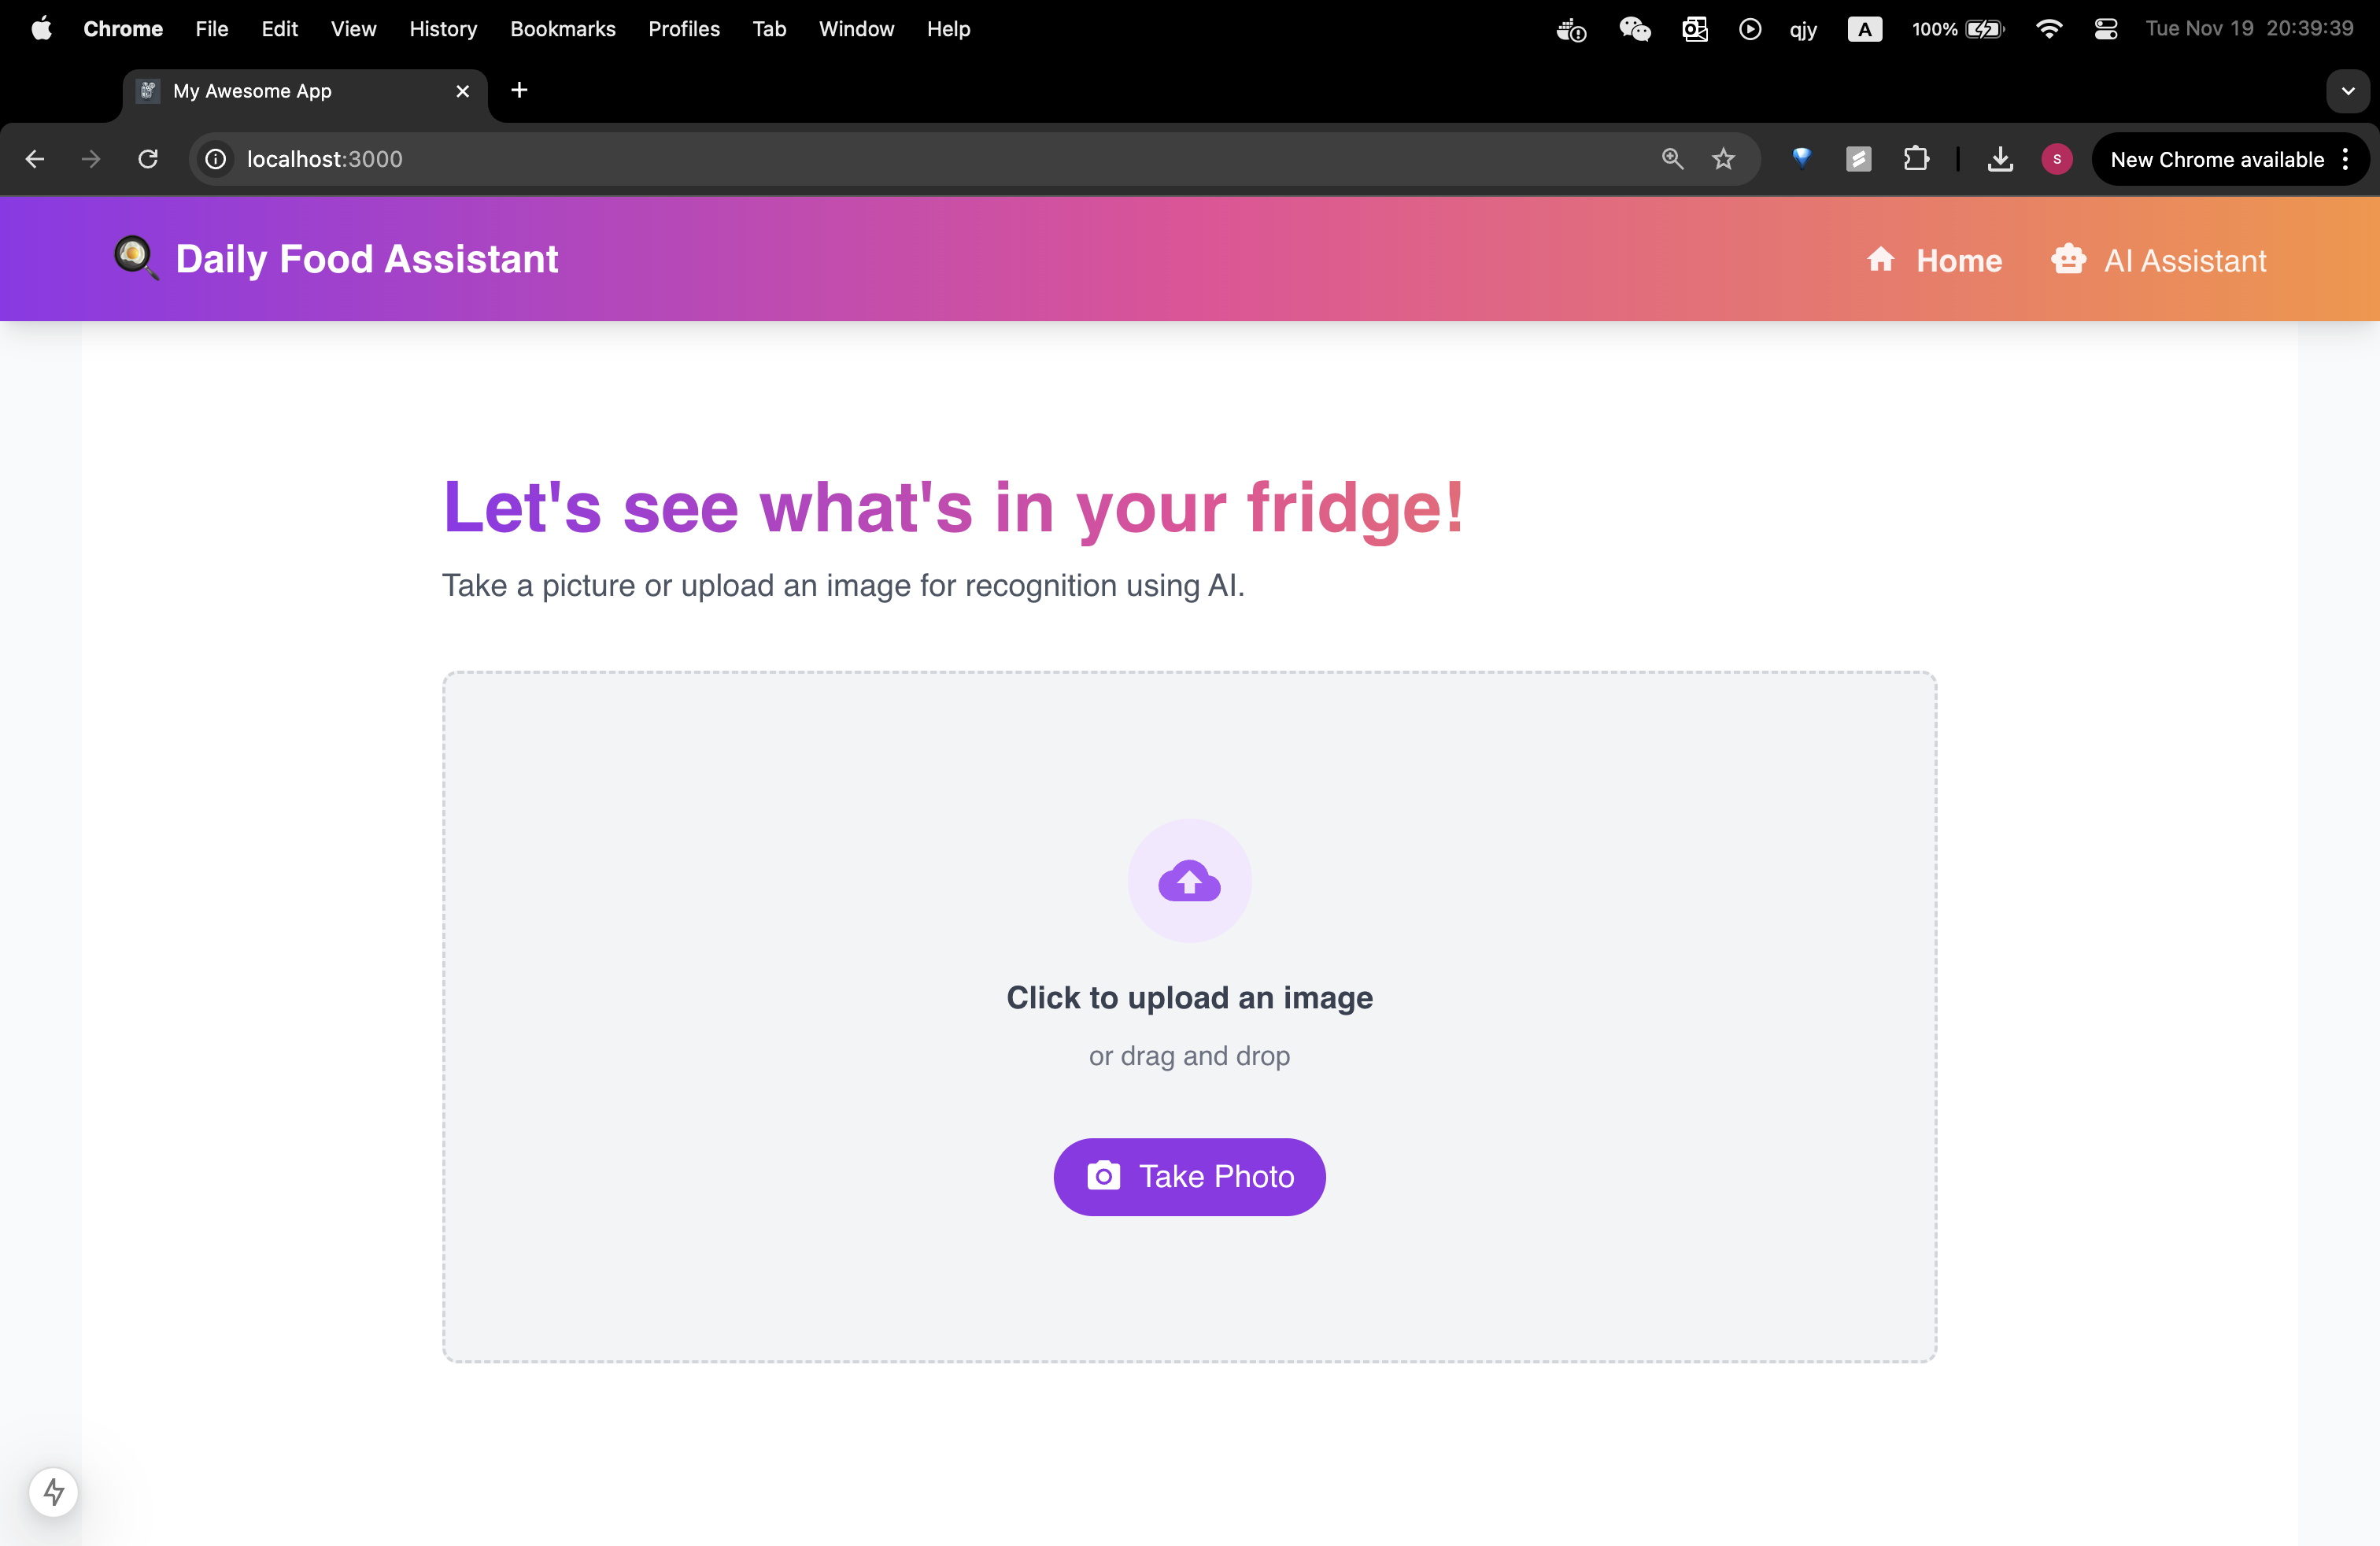 Chrome File Edit View History Bookmarks Profiles Tab Window Help qjy A 100% Tue Nov 19 20:39:39
My Awesome App
localhost:3000 S New Chrome available
Daily Food Assistant Home AI Assistant
Let's see what's in your fridge!
Take a picture or upload an image for recognition using AI.
Click to upload an image
or drag and drop
Take Photo